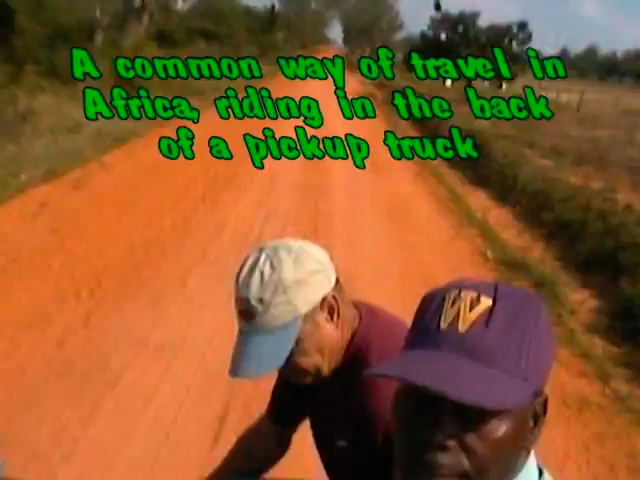 A common way of travel in
Africa, riding in the back
of a pickup truck
W